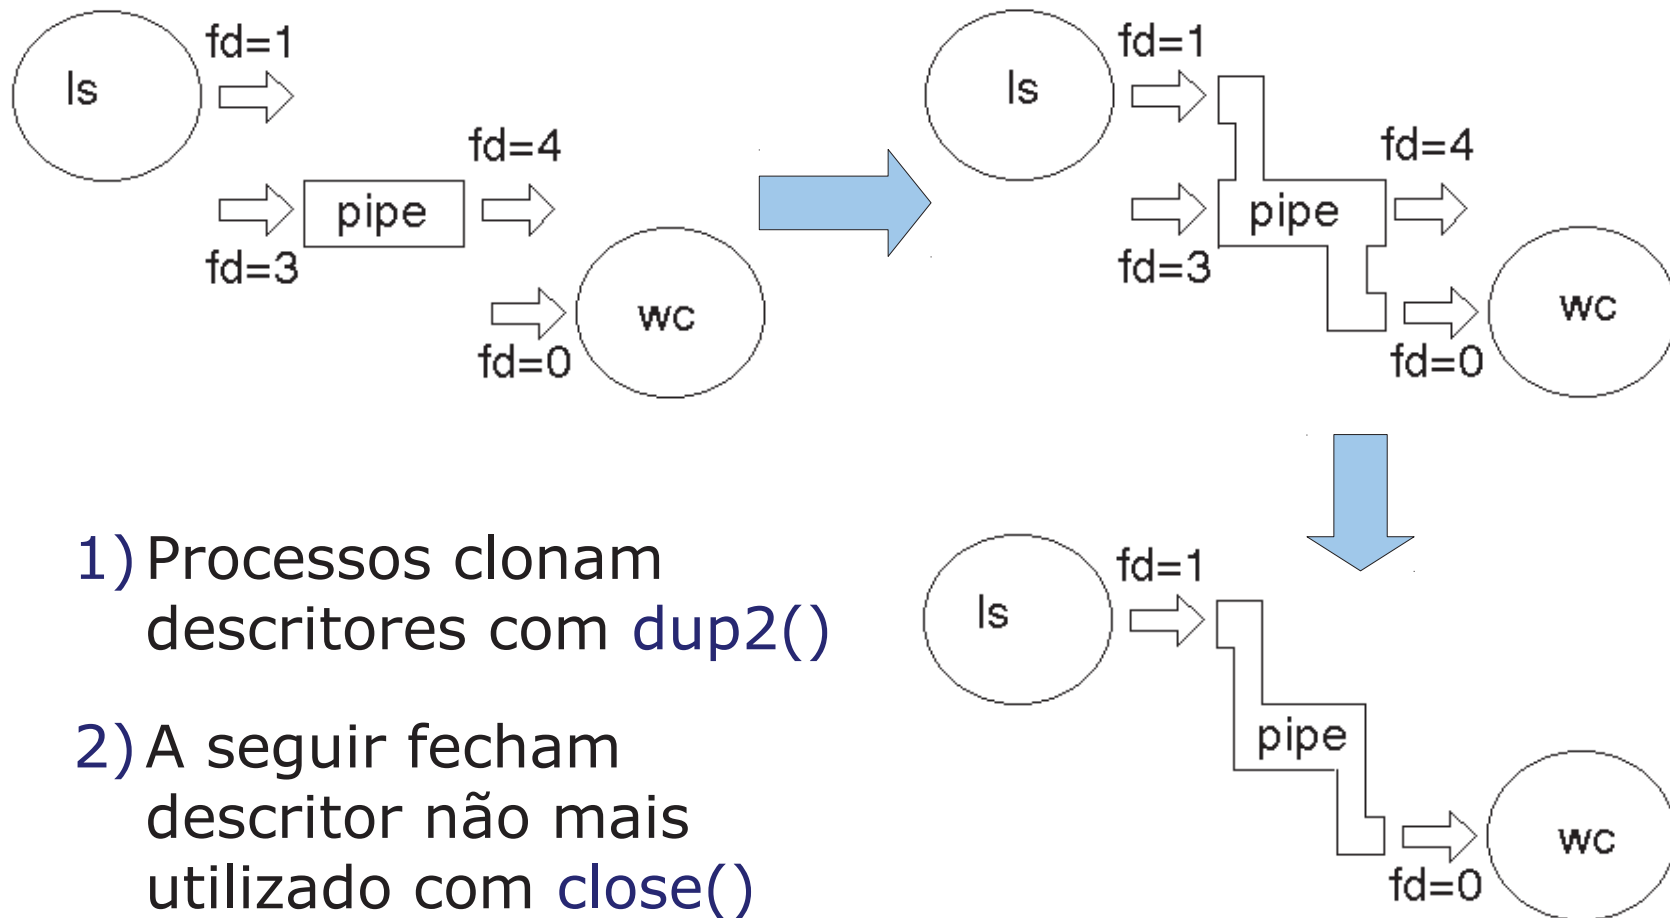 fd=1
ls
fd=4
pipe
fd=3
wc
fd=0
fd=1
ls
fd=4
pipe
fd=3
wc
fd=0
1) Processos clonam
descritores com dup2()
2) A seguir fecham
descritor não mais
utilizado com close()
fd=1
ls
pipe
wc
fd=0